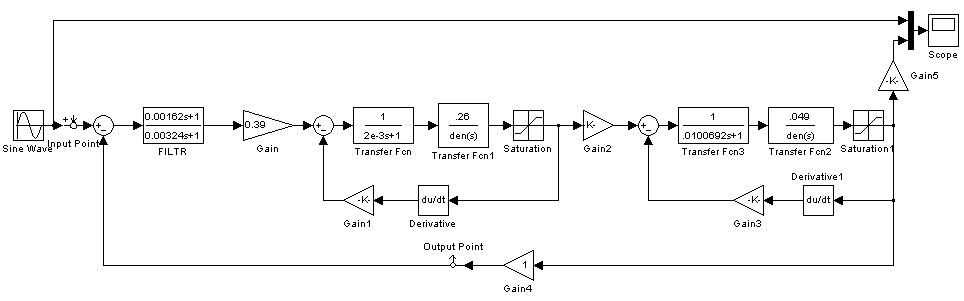 Scope
-K-
Gain5
Sine Wave
Input Point
0.00162s+1
0.00324s+1
FILTR
0.39
Gain
1
2e-3s+1
Transfer Fcn
.26
den(s)
Transfer Fcn1
Saturation
K-
Gain2
1
.0100692s+1
Transfer Fcn3
.049
den(s)
Transfer Fcn2
Saturation1
-K-
Gain1
du/dt
Derivative
-K-
Gain3
Derivative1
du/dt
Output Point
1
Gain4